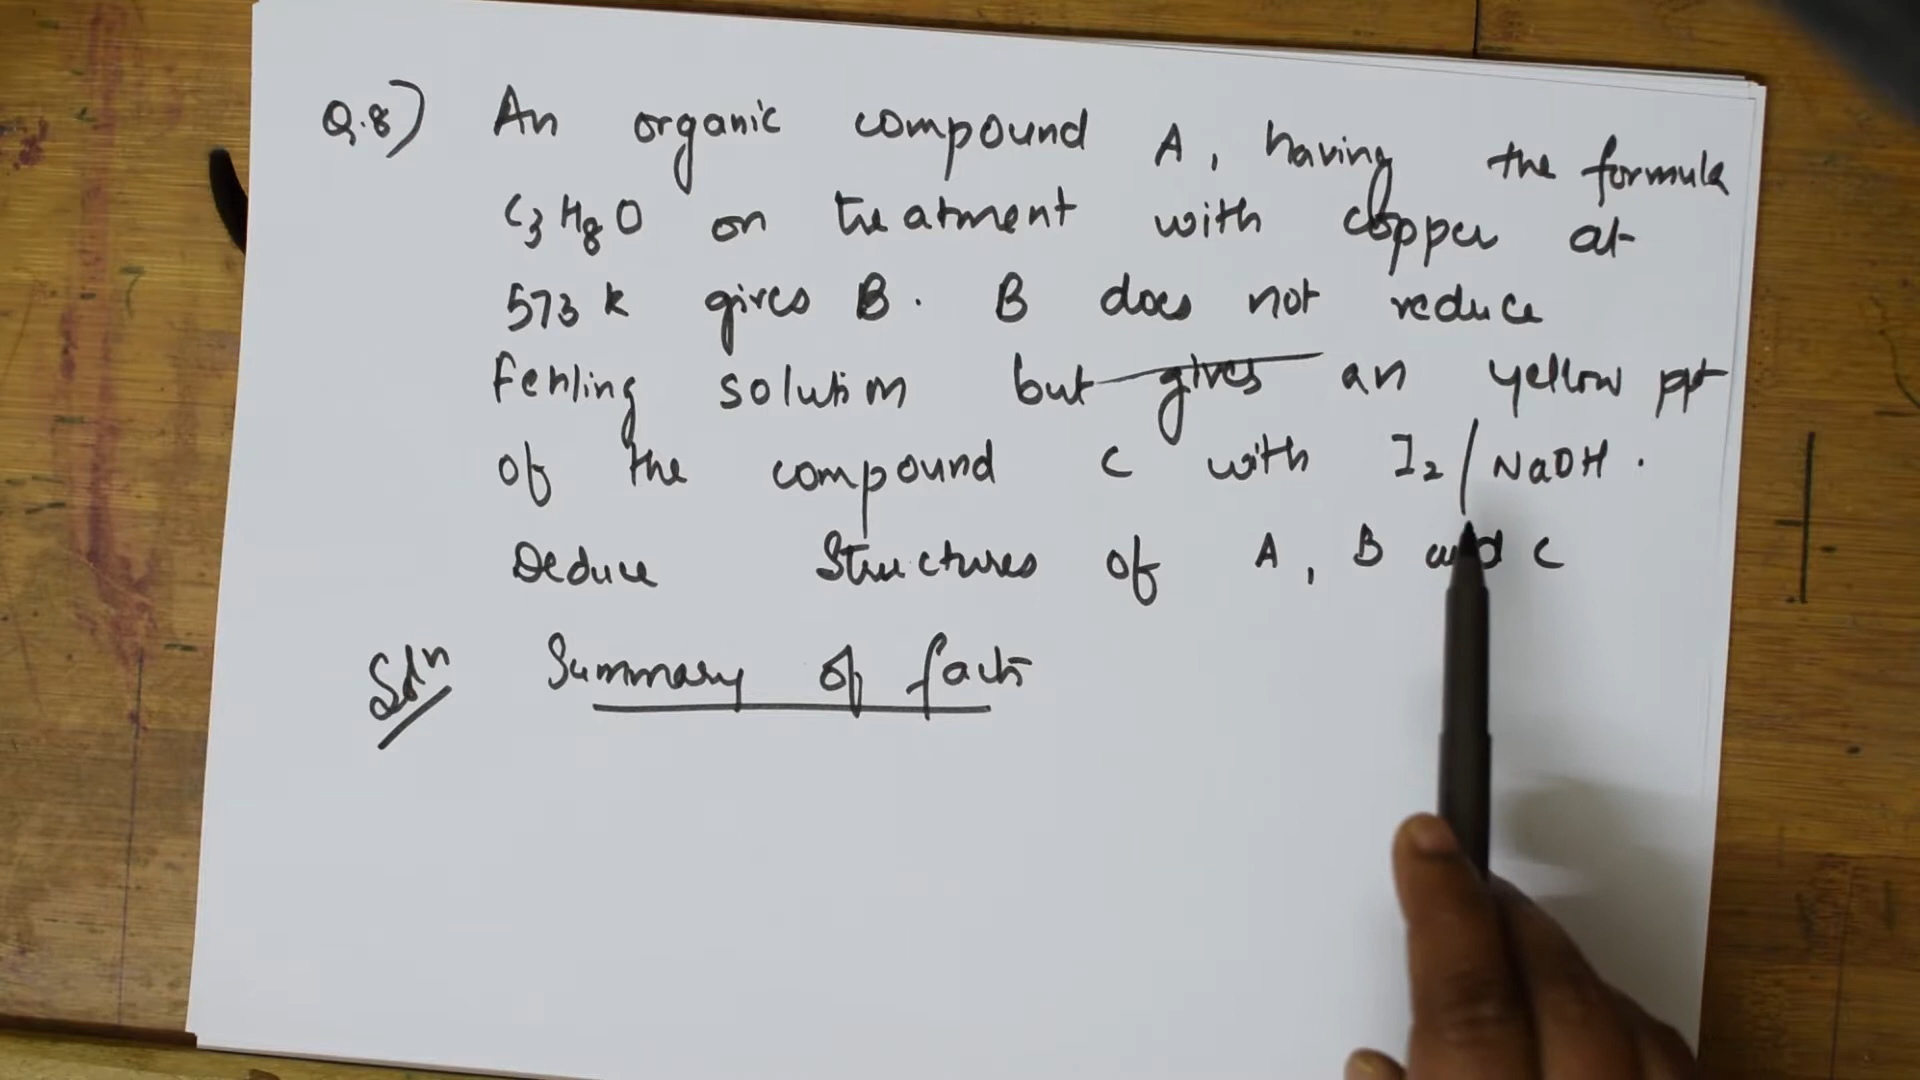 Q.8) An organic compound A, having the formula
C3H8O on treatment with copper at
573 K gives B. B does not reduce
Fehling solution but gives an yellow ppt
of the compound C with I2/NaOH.
Deduce Structures of A, B and C
Soln Summary of facts